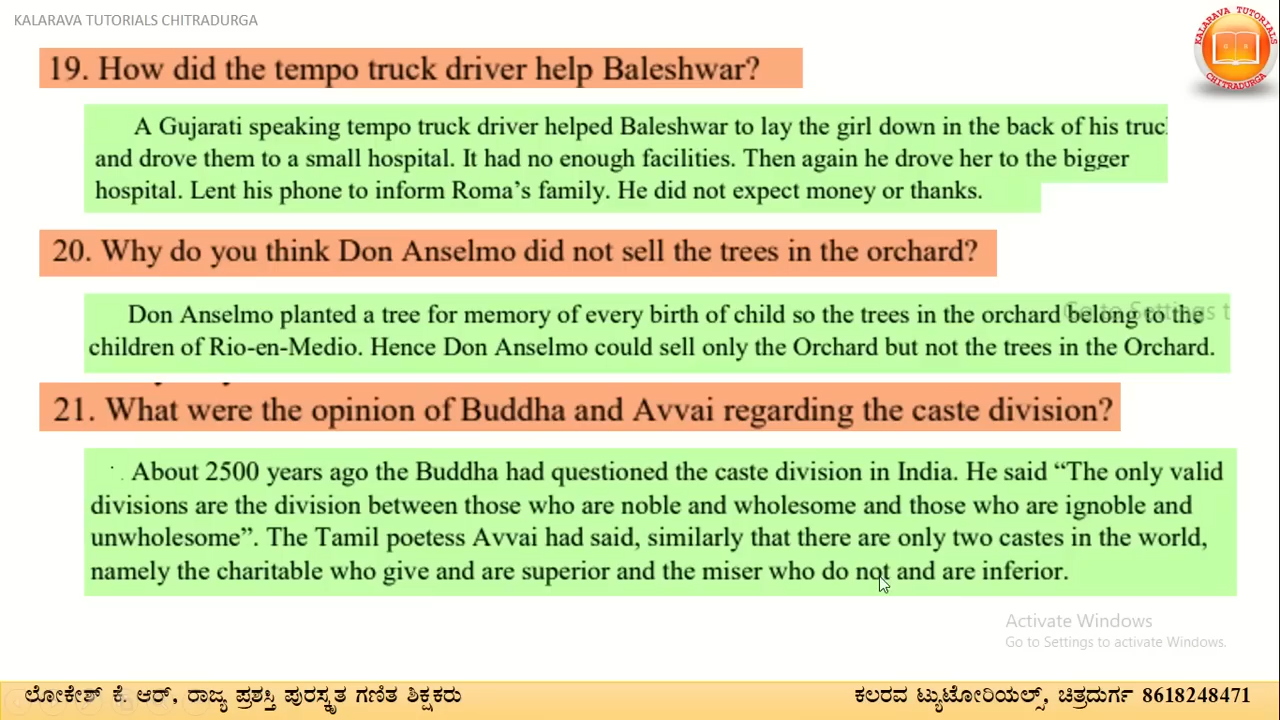 KALARAVA TUTORIALS CHITRADURGA
KALARAVA TUTORIALS
CHITRADURGA
19. How did the tempo truck driver help Baleshwar?
A Gujarati speaking tempo truck driver helped Baleshwar to lay the girl down in the back of his truc
and drove them to a small hospital. It had no enough facilities. Then again he drove her to the bigger
hospital. Lent his phone to inform Roma’s family. He did not expect money or thanks.
20. Why do you think Don Anselmo did not sell the trees in the orchard?
Go to Settings t
Don Anselmo planted a tree for memory of every birth of child so the trees in the orchard belong to the
children of Rio-en-Medio. Hence Don Anselmo could sell only the Orchard but not the trees in the Orchard.
21. What were the opinion of Buddha and Avvai regarding the caste division?
About 2500 years ago the Buddha had questioned the caste division in India. He said “The only valid
divisions are the division between those who are noble and wholesome and those who are ignoble and
unwholesome”. The Tamil poetess Avvai had said, similarly that there are only two castes in the world,
namely the charitable who give and are superior and the miser who do not and are inferior.
Activate Windows
Go to Settings to activate Windows.
ಲೋಕೇಶ್ ಕೆ ಆರ್, ರಾಜ್ಯ ಪ್ರಶಸ್ತಿ ಪುರಸ್ಕೃತ ಗಣಿತ ಶಿಕ್ಷಕರು
ಕಲರವ ಟ್ಯುಟೋರಿಯಲ್ಸ್, ಚಿತ್ರದುರ್ಗ 8618248471